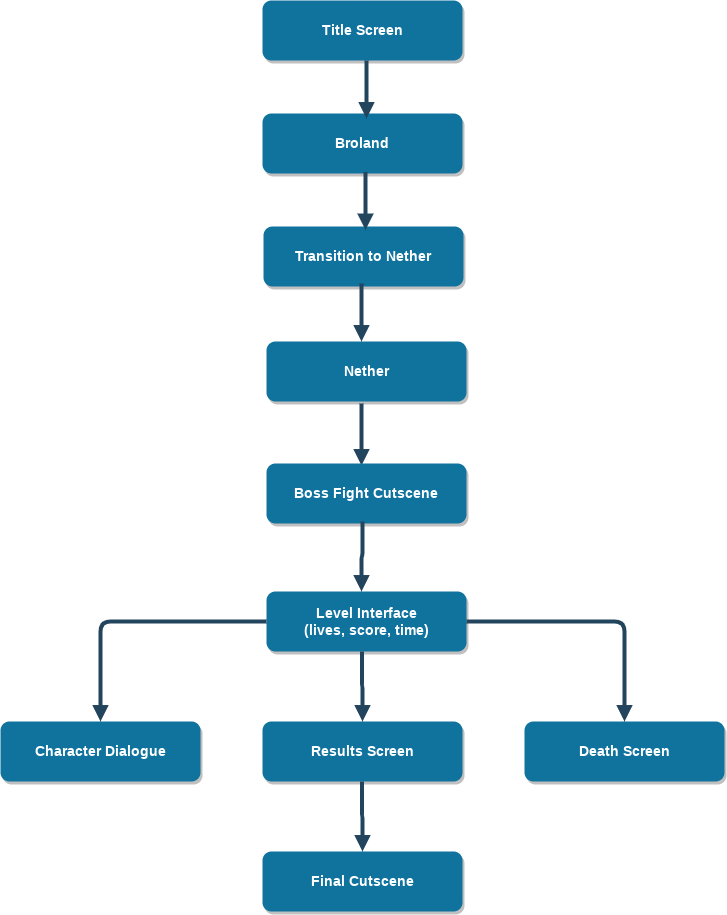 Title Screen
Broland
Transition to Nether
Nether
Boss Fight Cutscene
Level Interface
(lives, score, time)
Character Dialogue
Results Screen
Death Screen
Final Cutscene